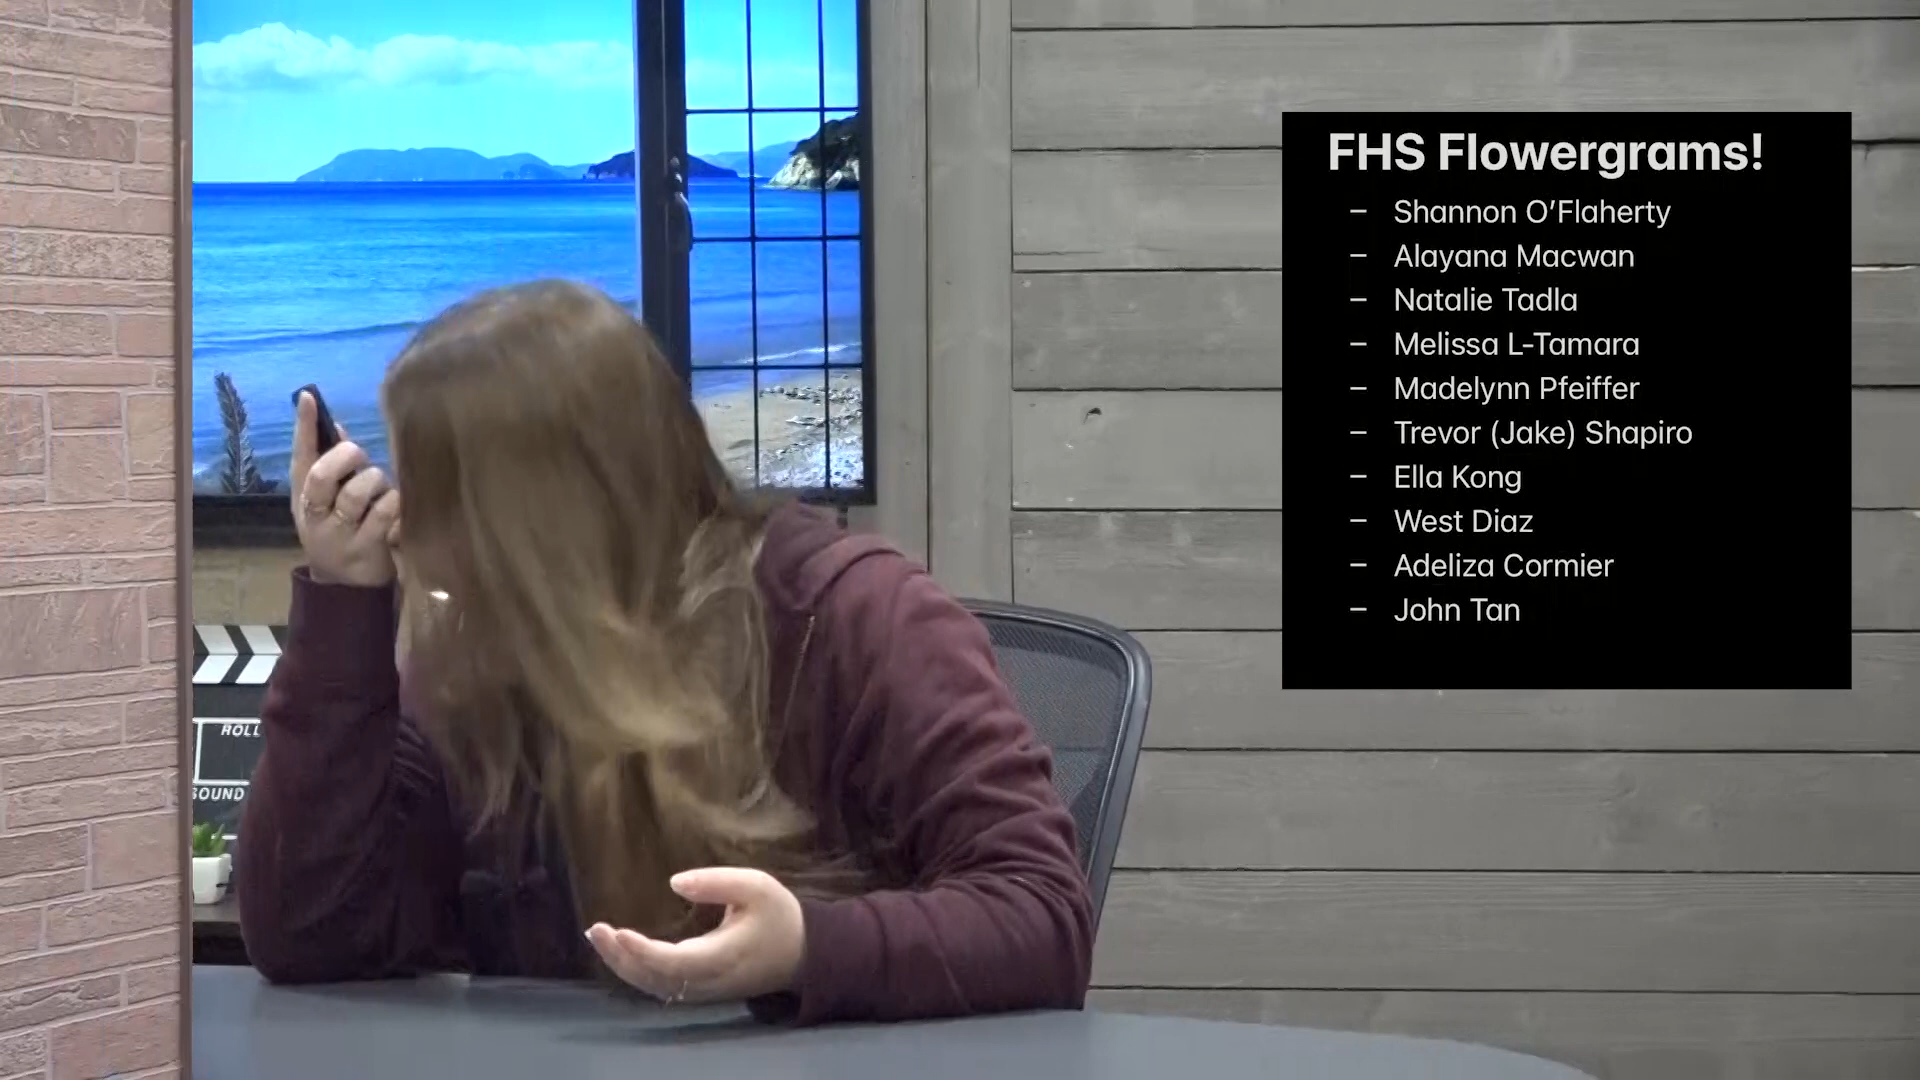 FHS Flowergrams!
– Shannon O'Flaherty
– Alayana Macwan
– Natalie Tadla
– Melissa L-Tamara
– Madelynn Pfeiffer
– Trevor (Jake) Shapiro
– Ella Kong
– West Diaz
– Adeliza Cormier
– John Tan
ROLL
SOUND